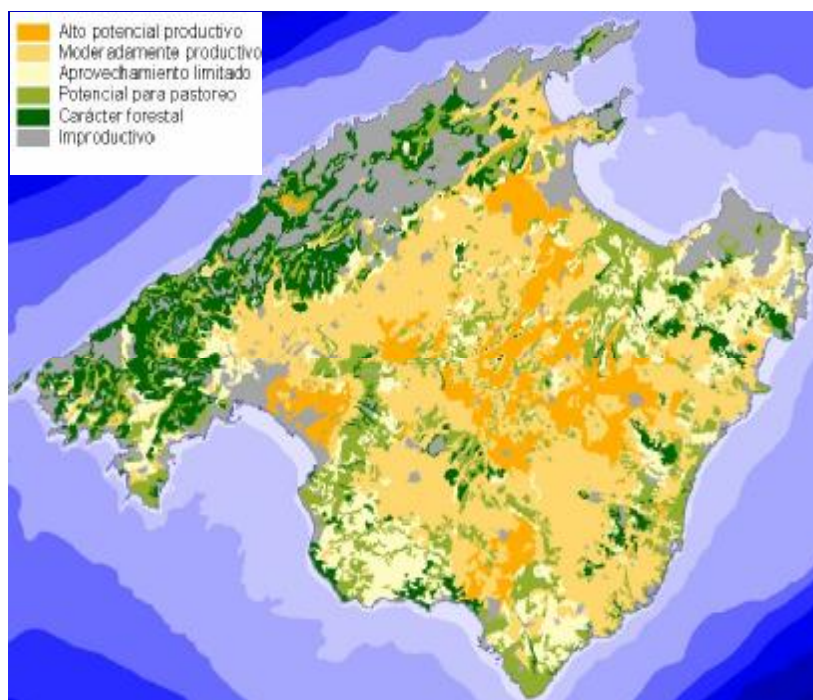 Alto potencial productivo
Moderadamente productivo
Aprovechamiento limitado
Potencial para pastoreo
Carácter forestal
Improductivo